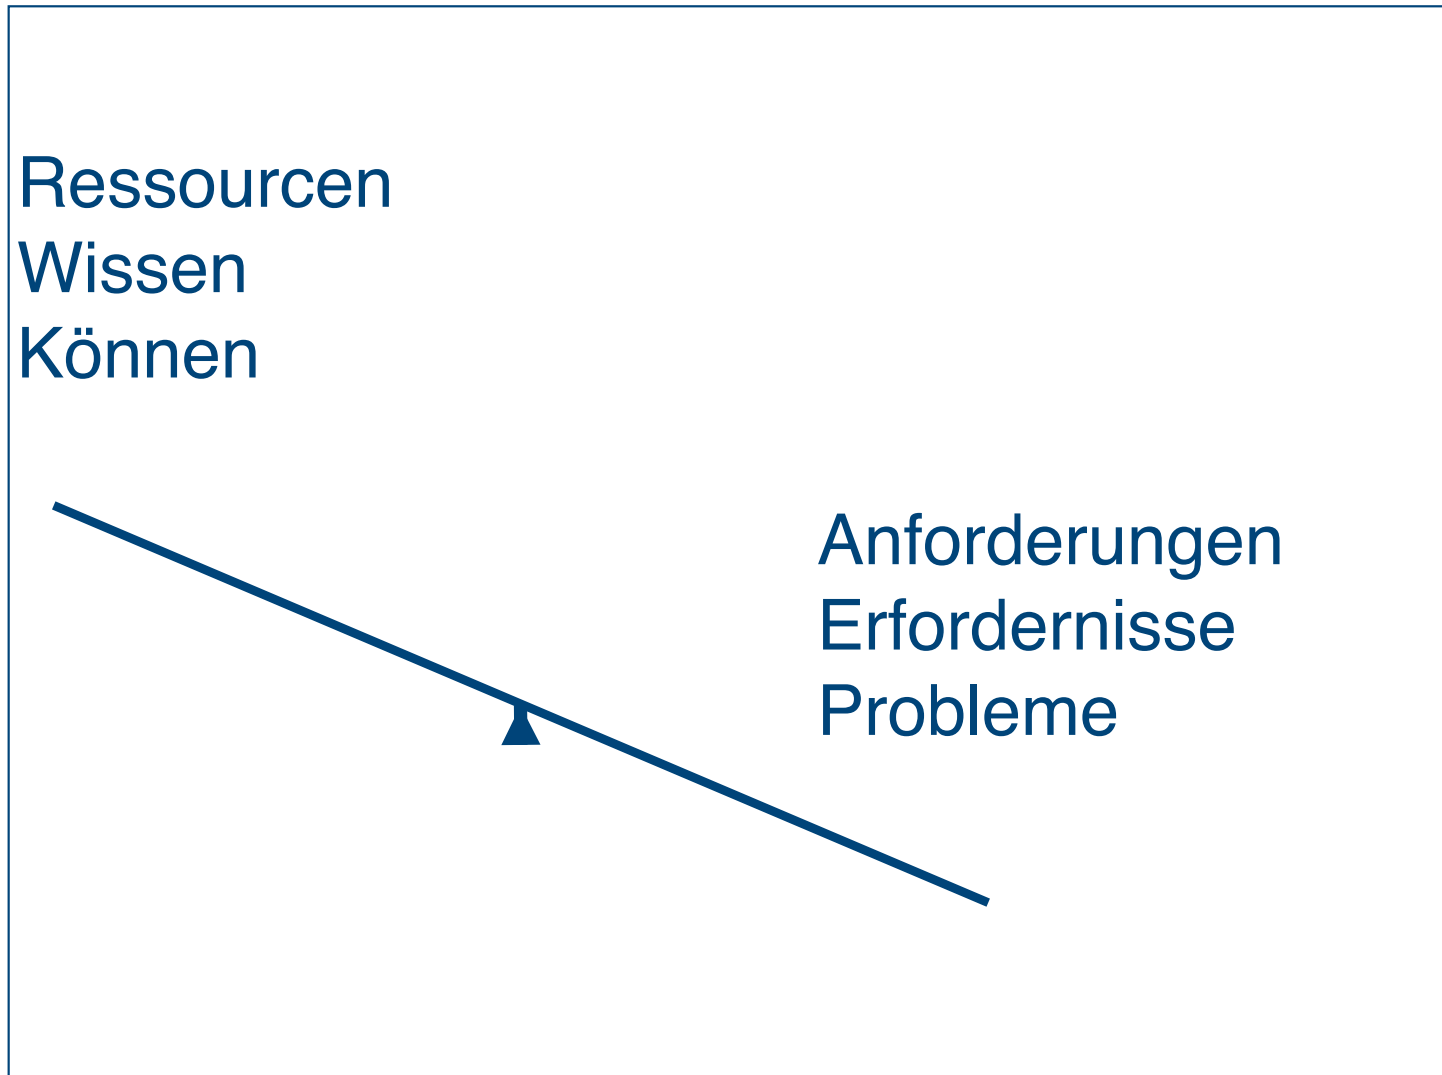 Ressourcen
Wissen
Können
Anforderungen
Erfordernisse
Probleme